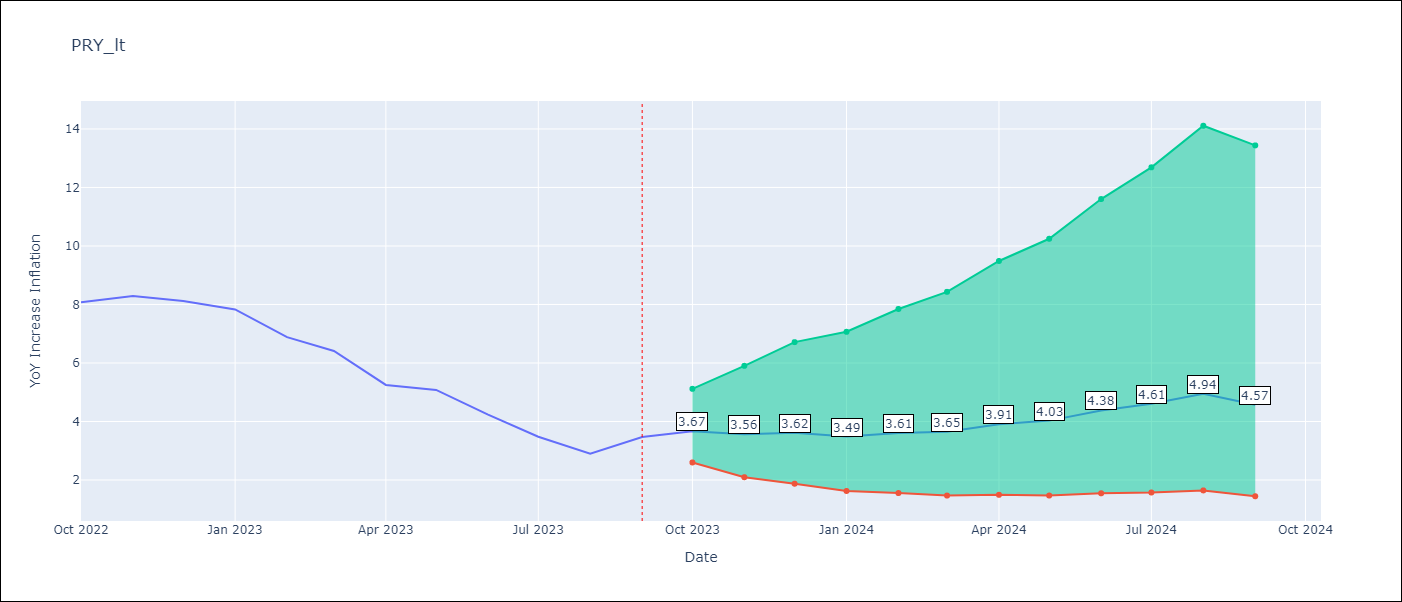 PRY_lt
YoY Increase Inflation
14
12
10
8
6
4
2
3.67
3.56
3.62
3.49
3.61
3.65
3.91
4.03
4.38
4.61
4.94
4.57
Oct 2022
Jan 2023
Apr 2023
Jul 2023
Oct 2023
Jan 2024
Apr 2024
Jul 2024
Oct 2024
Date